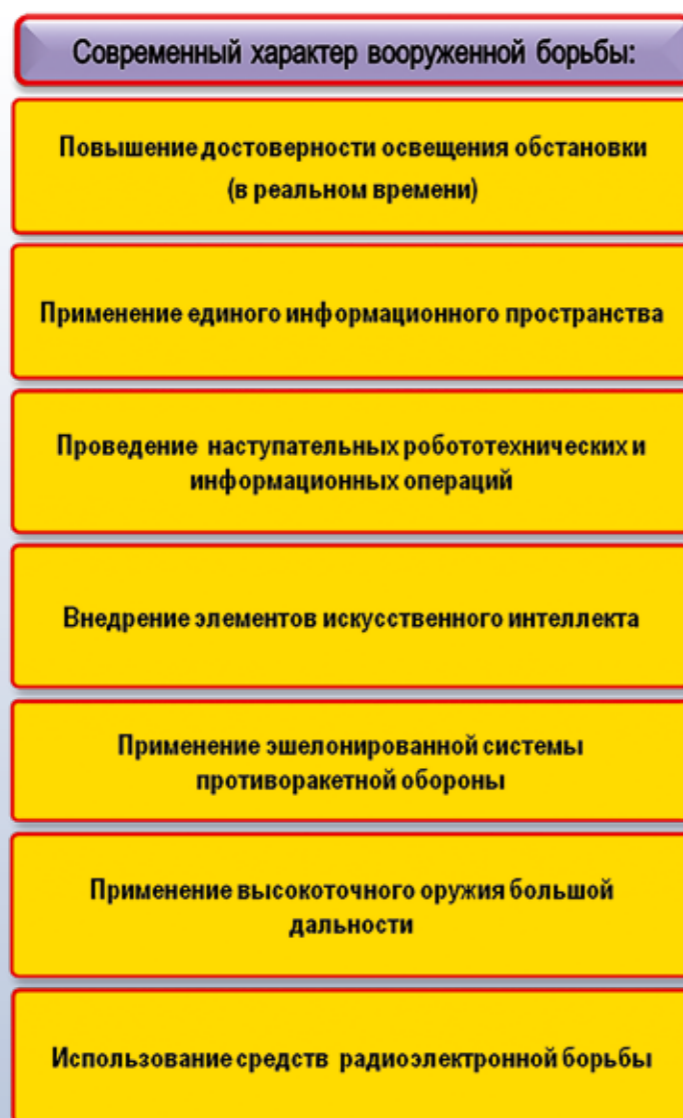 Современный характер вооруженной борьбы:
Повышение достоверности освещения обстановки
(в реальном времени)
Применение единого информационного пространства
Проведение наступательных робототехнических и
информационных операций
Внедрение элементов искусственного интеллекта
Применение эшелонированной системы
противоракетной обороны
Применение высокоточного оружия большой
дальности
Использование средств радиоэлектронной борьбы